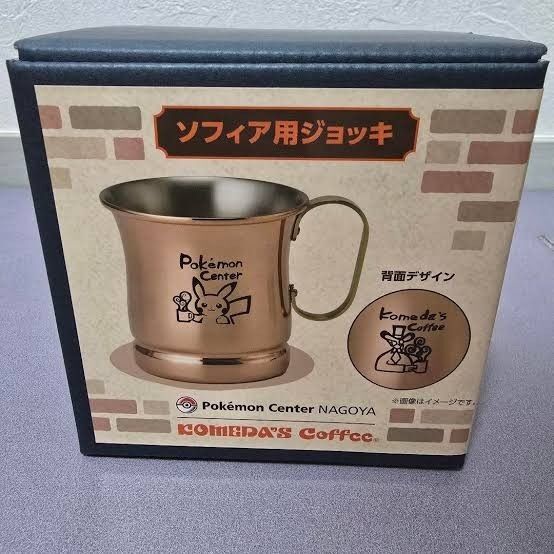 ソフィア用ジョッキ
Pokémon
Center
背面デザイン
Komeda's
Coffee
※画像はイメージです。
Pokémon Center NAGOYA
KOMEDA'S Coffee®